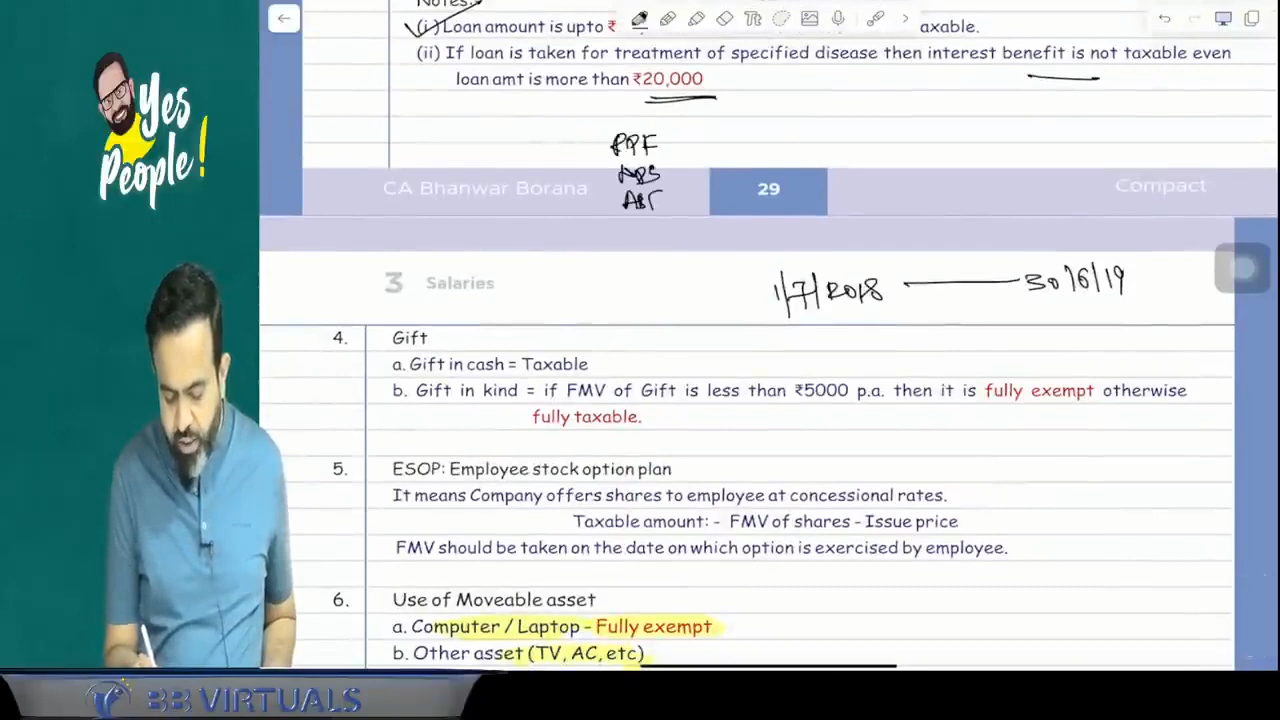 Notes:
(i) Loan amount is upto ₹ axable.
(ii) If loan is taken for treatment of specified disease then interest benefit is not taxable even
loan amt is more than ₹20,000
Yes
People!
PPF
CA Bhanwar Borana 29 Compact
3 Salaries 1/7/2018 30/6/19
4. Gift
a. Gift in cash = Taxable
b. Gift in kind = if FMV of Gift is less than ₹5000 p.a. then it is fully exempt otherwise
fully taxable.
5. ESOP: Employee stock option plan
It means Company offers shares to employee at concessional rates.
Taxable amount: - FMV of shares - Issue price
FMV should be taken on the date on which option is exercised by employee.
6. Use of Moveable asset
a. Computer / Laptop - Fully exempt
b. Other asset (TV, AC, etc)
BB VIRTUALS